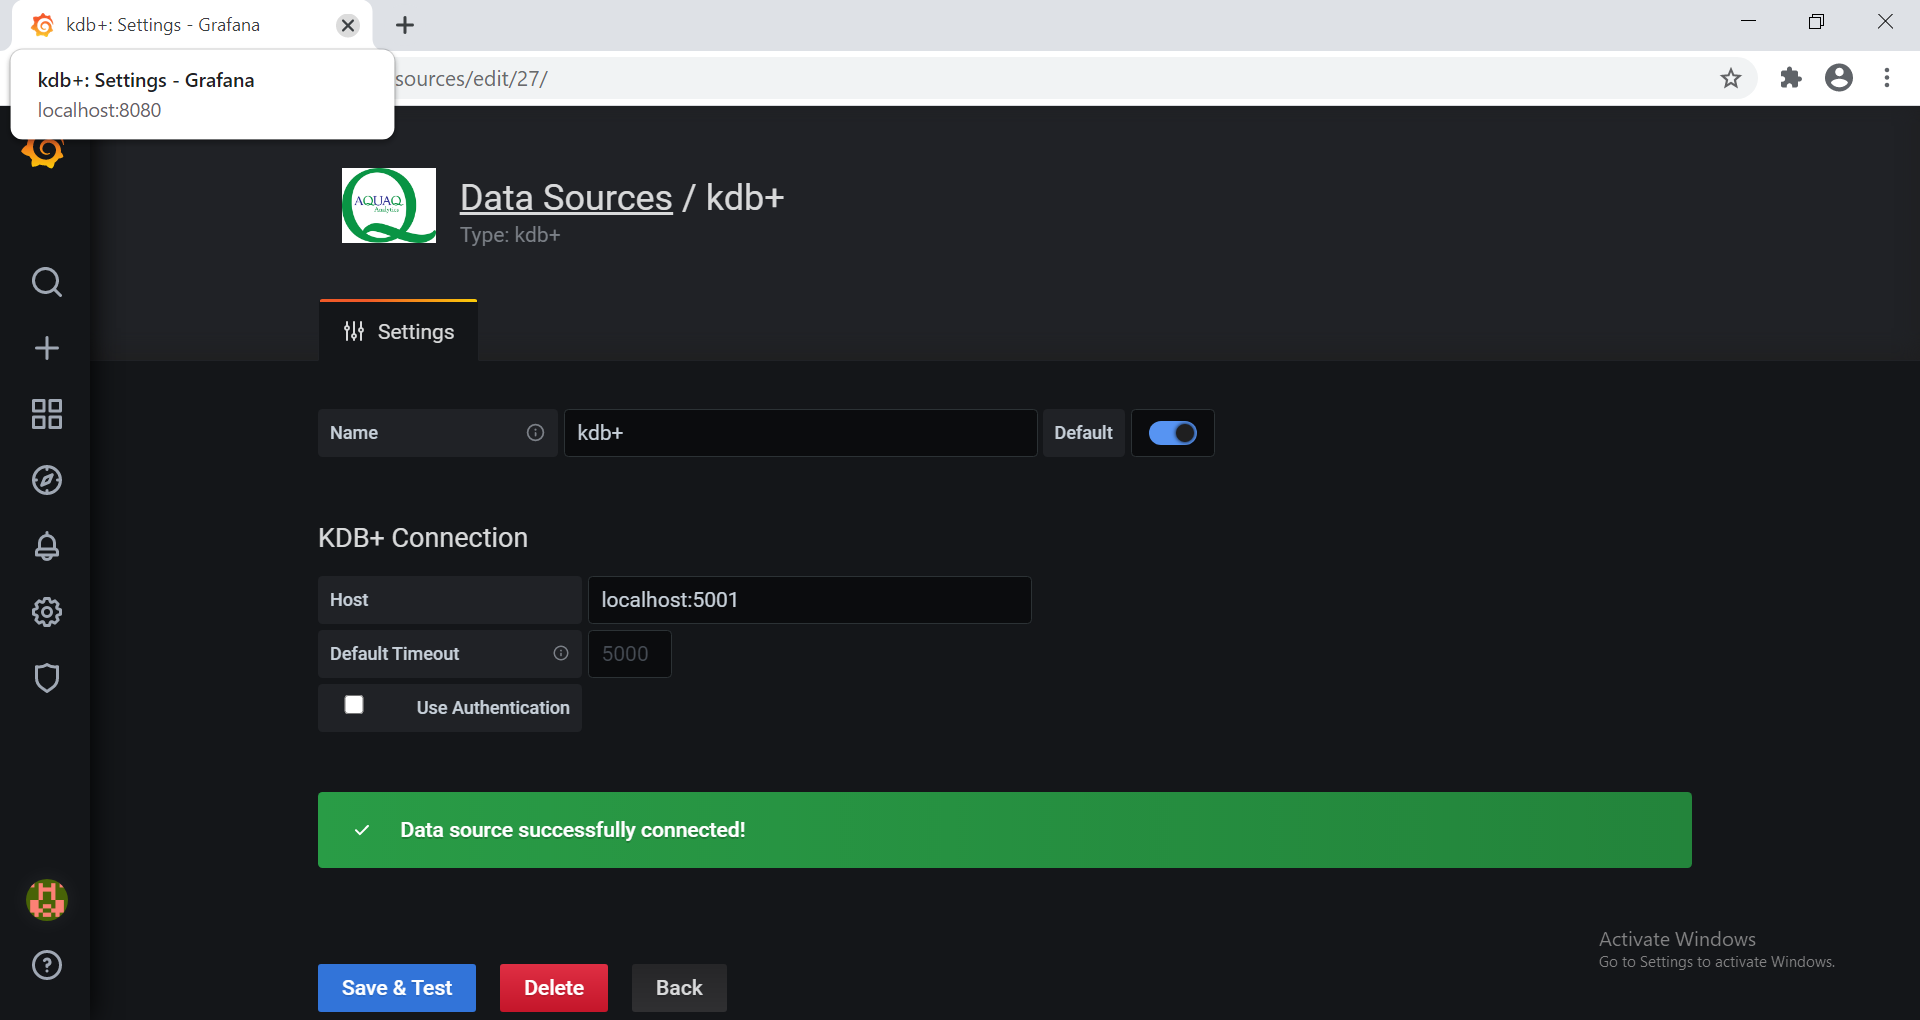 kdb+: Settings - Grafana
kdb+: Settings - Grafana
localhost:8080
sources/edit/27/
AQUAQ
Analytics
Data Sources / kdb+
Type: kdb+
Settings
Name kdb+ Default
KDB+ Connection
Host localhost:5001
Default Timeout 5000
Use Authentication
Data source successfully connected!
Activate Windows
Go to Settings to activate Windows.
Save & Test Delete Back